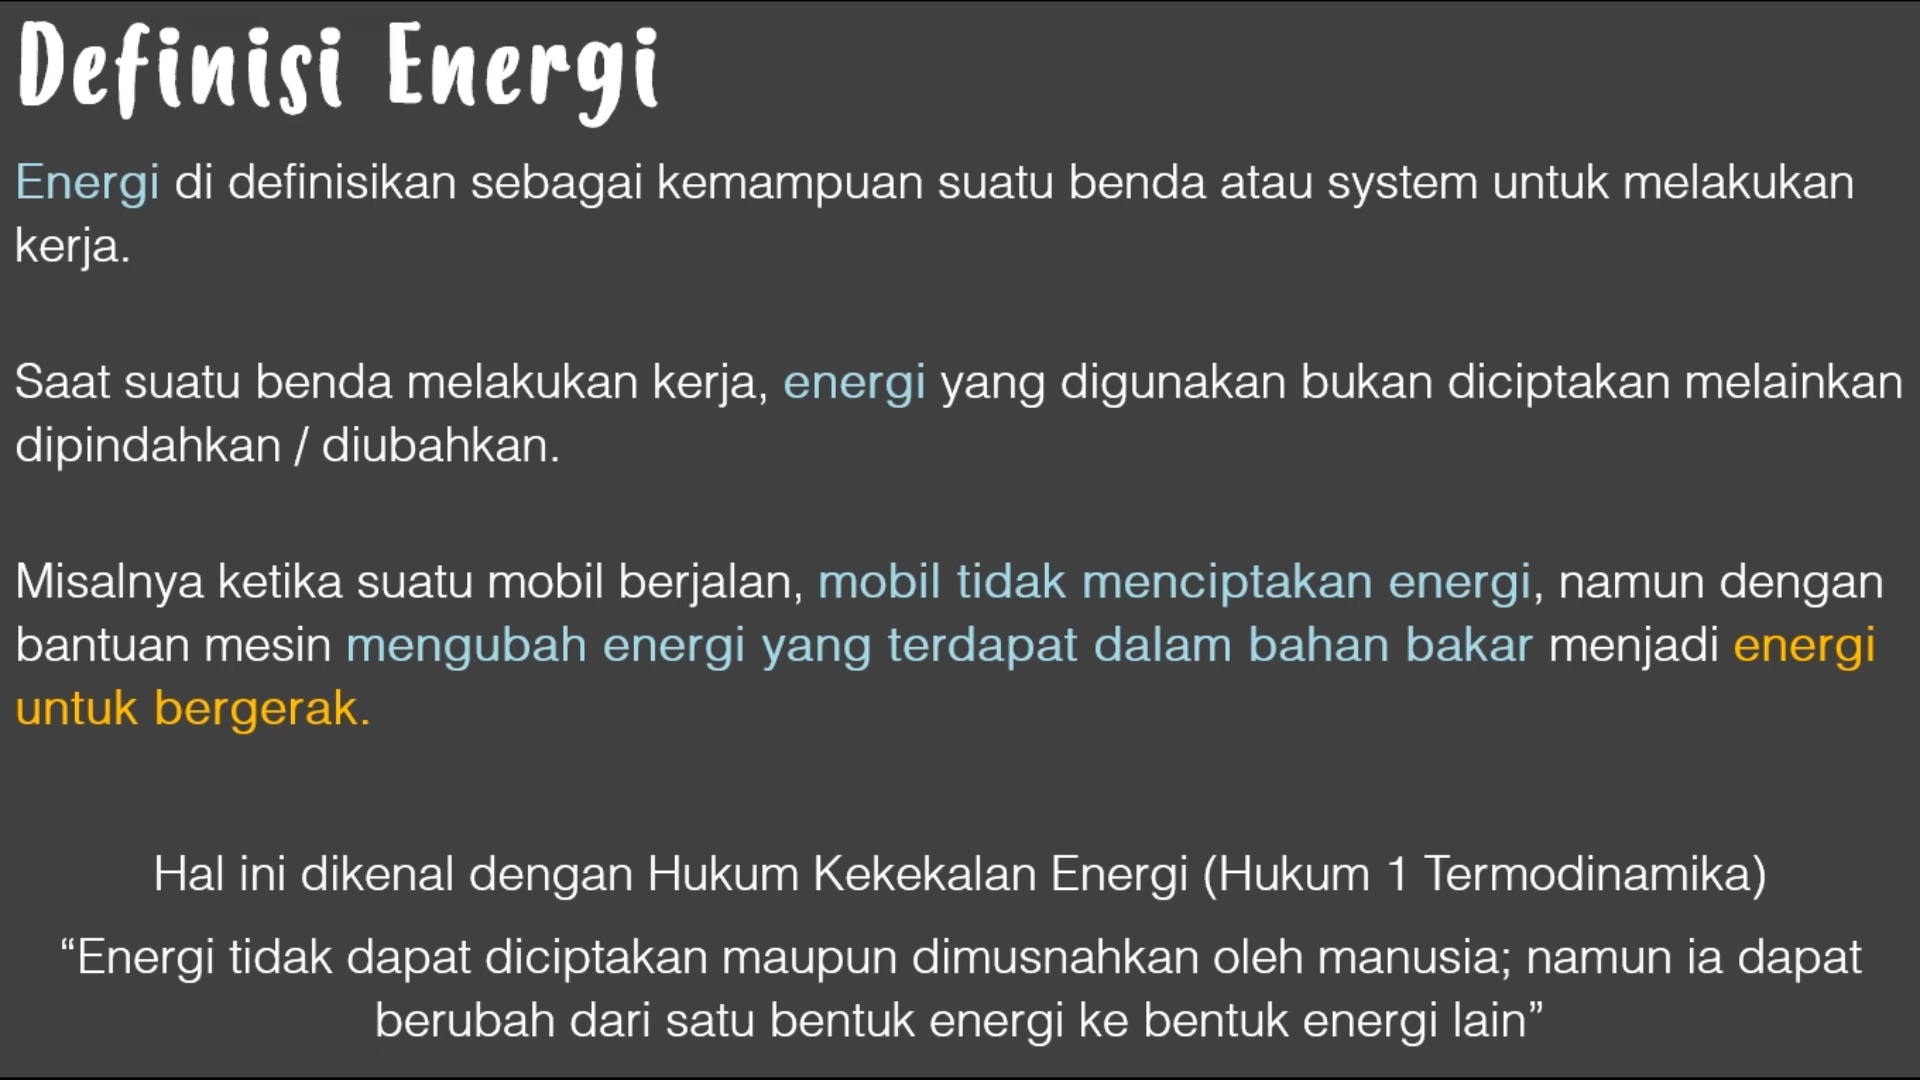 Definisi Energi
Energi di definisikan sebagai kemampuan suatu benda atau system untuk melakukan
kerja.
Saat suatu benda melakukan kerja, energi yang digunakan bukan diciptakan melainkan
dipindahkan / diubahkan.
Misalnya ketika suatu mobil berjalan, mobil tidak menciptakan energi, namun dengan
bantuan mesin mengubah energi yang terdapat dalam bahan bakar menjadi energi
untuk bergerak.
Hal ini dikenal dengan Hukum Kekekalan Energi (Hukum 1 Termodinamika)
“Energi tidak dapat diciptakan maupun dimusnahkan oleh manusia; namun ia dapat
berubah dari satu bentuk energi ke bentuk energi lain”